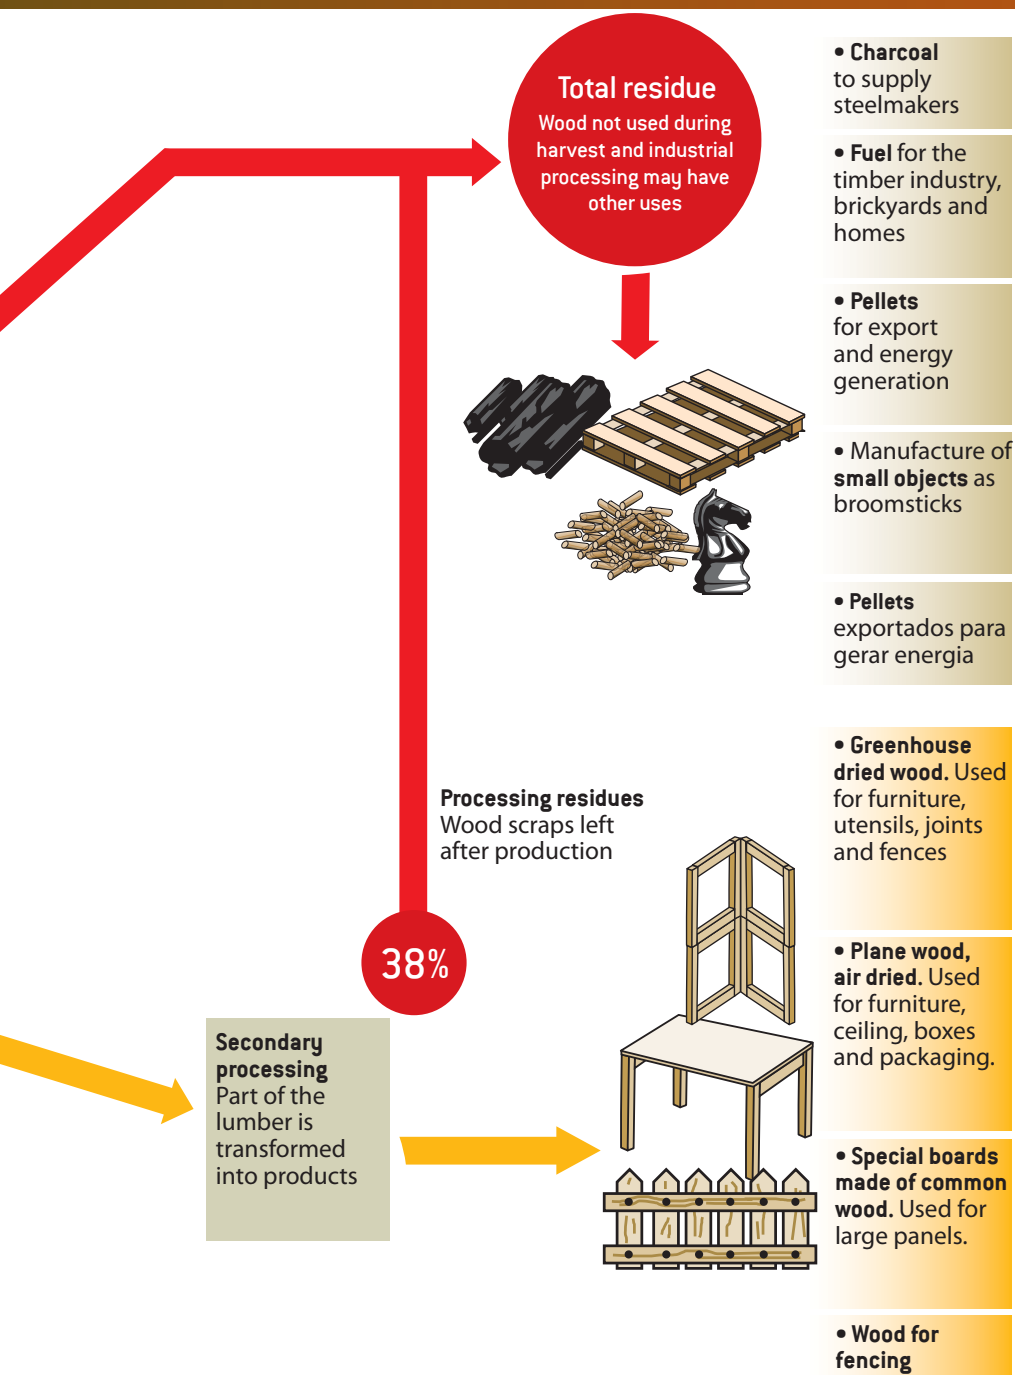 Total residue
Wood not used during
harvest and industrial
processing may have
other uses
• Charcoal
to supply
steelmakers
• Fuel for the
timber industry,
brickyards and
homes
• Pellets
for export
and energy
generation
• Manufacture of
small objects as
broomsticks
• Pellets
exportados para
gerar energia
Processing residues
Wood scraps left
after production
38%
Secondary
processing
Part of the
lumber is
transformed
into products
• Greenhouse
dried wood. Used
for furniture,
utensils, joints
and fences
• Plane wood,
air dried. Used
for furniture,
ceiling, boxes
and packaging.
• Special boards
made of common
wood. Used for
large panels.
• Wood for
fencing